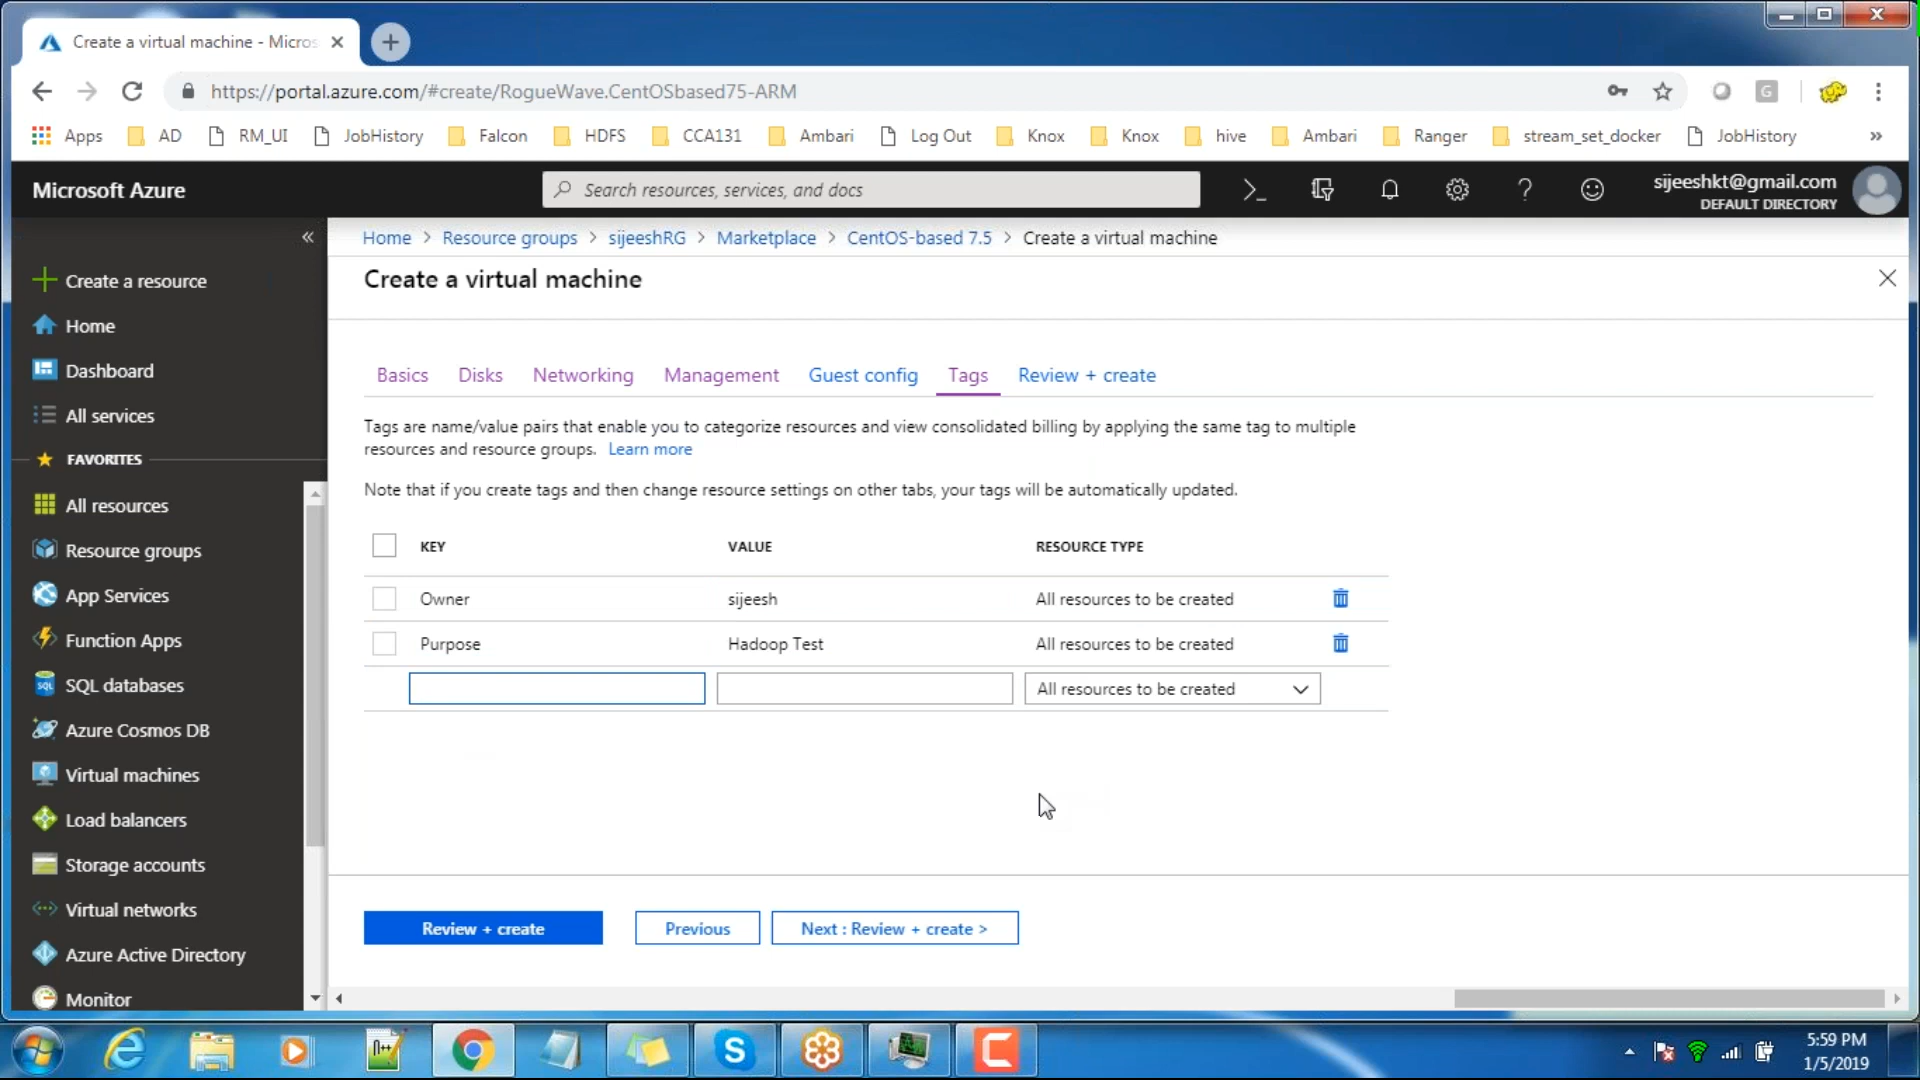 Create a virtual machine - Micros
https://portal.azure.com/#create/RogueWave.CentOSbased75-ARM
G
Apps AD RM_UI JobHistory Falcon HDFS CCA131 Ambari Log Out Knox Knox hive Ambari Ranger stream_set_docker JobHistory »
Microsoft Azure
Search resources, services, and docs
sijeeshkt@gmail.com
DEFAULT DIRECTORY
Home > Resource groups > sijeeshRG > Marketplace > CentOS-based 7.5 > Create a virtual machine
Create a virtual machine
Create a resource
Home
Dashboard
All services
FAVORITES
All resources
Resource groups
App Services
Function Apps
SQL databases
Azure Cosmos DB
Virtual machines
Load balancers
Storage accounts
Virtual networks
Azure Active Directory
Monitor
Basics Disks Networking Management Guest config Tags Review + create
Tags are name/value pairs that enable you to categorize resources and view consolidated billing by applying the same tag to multiple
resources and resource groups. Learn more
Note that if you create tags and then change resource settings on other tabs, your tags will be automatically updated.
KEY VALUE RESOURCE TYPE
Owner sijeesh All resources to be created
Purpose Hadoop Test All resources to be created
All resources to be created
Review + create Previous Next : Review + create >
5:59 PM
1/5/2019